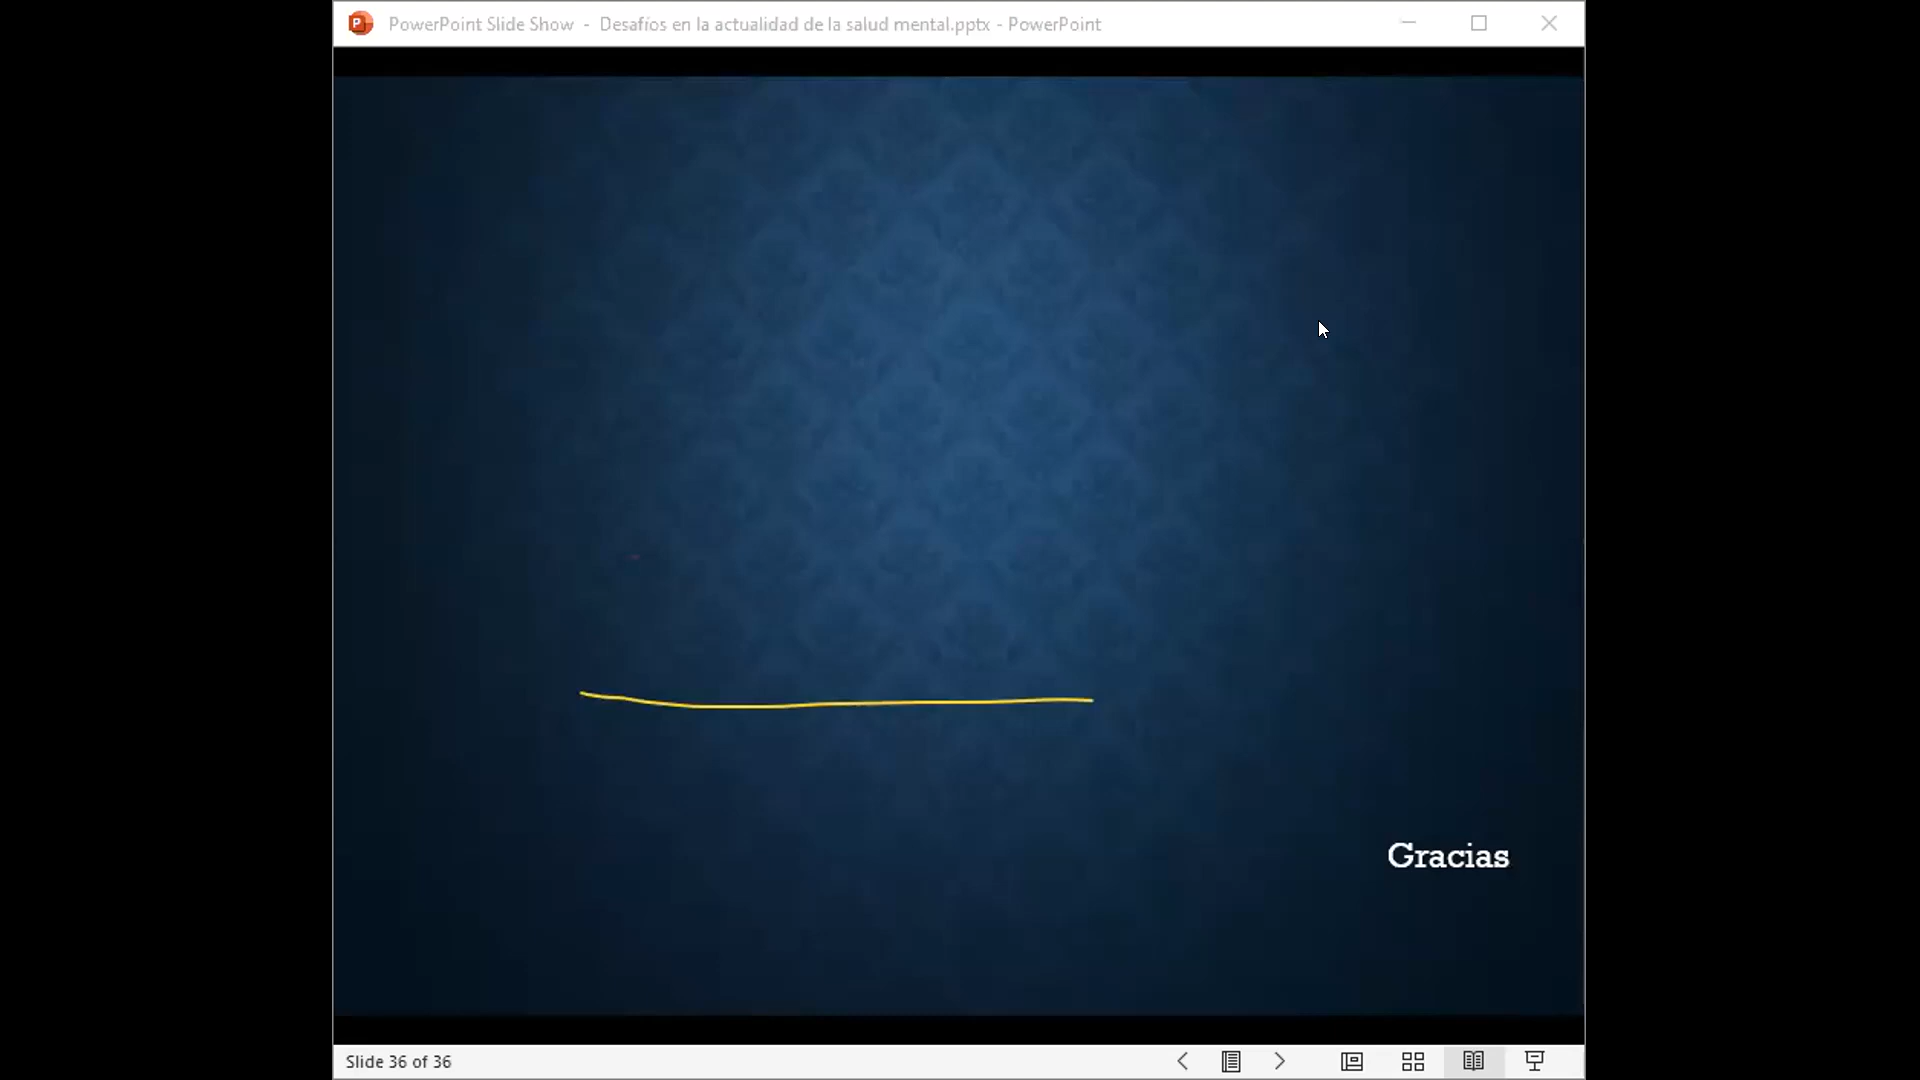 PowerPoint Slide Show - Desafíos en la actualidad de la salud mental.pptx - PowerPoint
Gracias
Slide 36 of 36